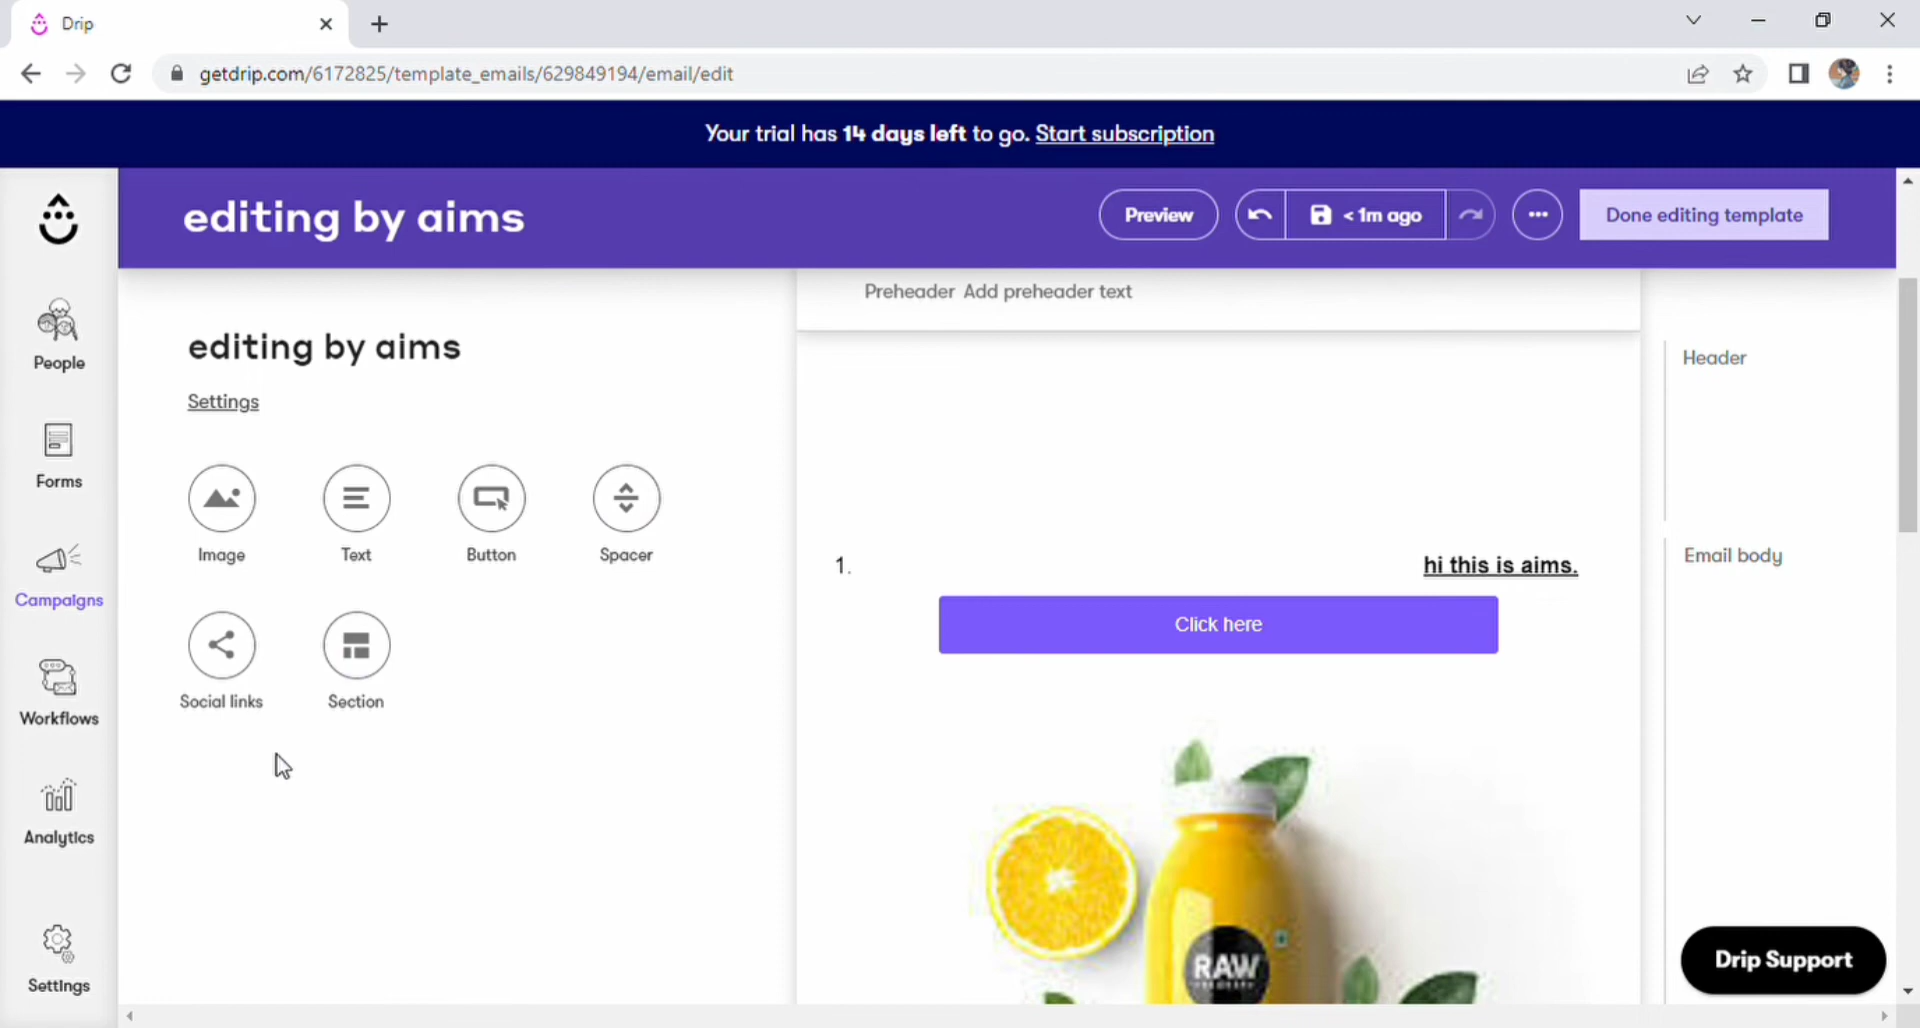 Drip
getdrip.com/6172825/template_emails/629849194/email/edit
Your trial has 14 days left to go. Start subscription
editing by aims
Preview
< 1m ago
Done editing template
People
Forms
Campaigns
Workflows
Analytics
Settings
editing by aims
Settings
Image
Text
Button
Spacer
Social links
Section
Preheader Add preheader text
1. hi this is aims.
Click here
RAW
Header
Email body
Drip Support